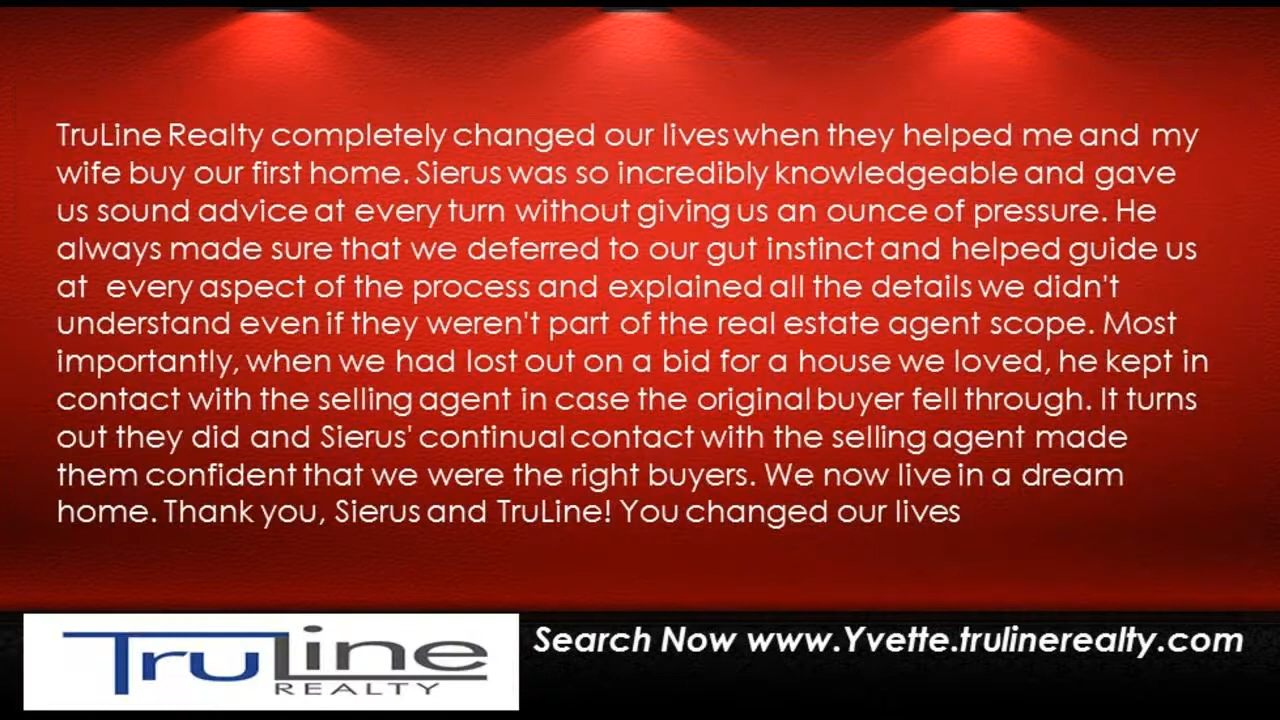 TruLine Realty completely changed our lives when they helped me and my
wife buy our first home. Sierus was so incredibly knowledgeable and gave
us sound advice at every turn without giving us an ounce of pressure. He
always made sure that we deferred to our gut instinct and helped guide us
at every aspect of the process and explained all the details we didn't
understand even if they weren't part of the real estate agent scope. Most
importantly, when we had lost out on a bid for a house we loved, he kept in
contact with the selling agent in case the original buyer fell through. It turns
out they did and Sierus' continual contact with the selling agent made
them confident that we were the right buyers. We now live in a dream
home. Thank you, Sierus and TruLine! You changed our lives
TruLine
REALTY
Search Now www.Yvette.trulinerealty.com